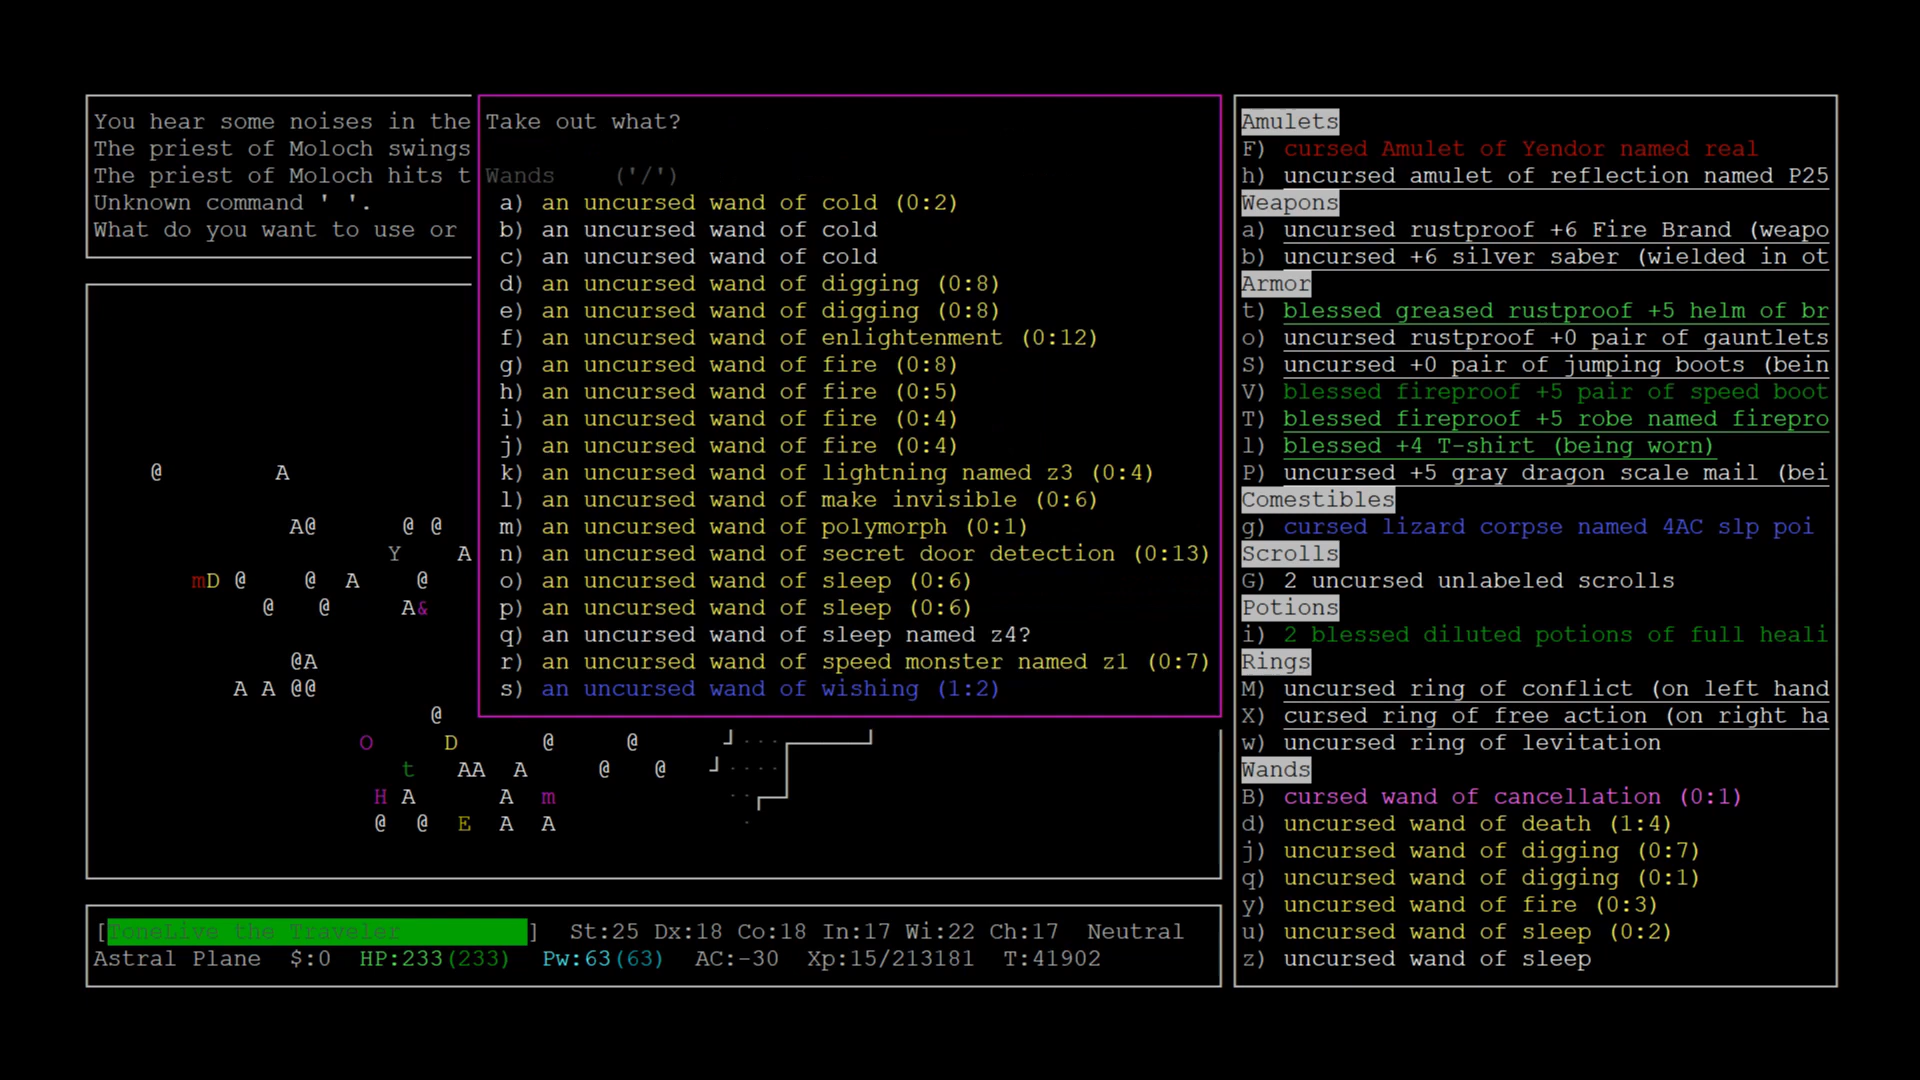 You hear some noises in the
The priest of Moloch swings
The priest of Moloch hits t
Unknown command ' '.
What do you want to use or
Take out what?
Wands ('/')
a) an uncursed wand of cold (0:2)
b) an uncursed wand of cold
c) an uncursed wand of cold
d) an uncursed wand of digging (0:8)
e) an uncursed wand of digging (0:8)
f) an uncursed wand of enlightenment (0:12)
g) an uncursed wand of fire (0:8)
h) an uncursed wand of fire (0:5)
i) an uncursed wand of fire (0:4)
j) an uncursed wand of fire (0:4)
k) an uncursed wand of lightning named z3 (0:4)
l) an uncursed wand of make invisible (0:6)
m) an uncursed wand of polymorph (0:1)
n) an uncursed wand of secret door detection (0:13)
o) an uncursed wand of sleep (0:6)
p) an uncursed wand of sleep (0:6)
q) an uncursed wand of sleep named z4?
r) an uncursed wand of speed monster named z1 (0:7)
s) an uncursed wand of wishing (1:2)
@ A
A@ @ @
Y A
mD @ @ A @
@ @ A&
@A
A A @@
@
O D @ @
t AA A @ @
H A A m
@ @ E A A
[ToneLive the Traveler ] St:25 Dx:18 Co:18 In:17 Wi:22 Ch:17 Neutral
Astral Plane $:0 HP:233(233) Pw:63(63) AC:-30 Xp:15/213181 T:41902
Amulets
F) cursed Amulet of Yendor named real
h) uncursed amulet of reflection named P25
Weapons
a) uncursed rustproof +6 Fire Brand (weapo
b) uncursed +6 silver saber (wielded in ot
Armor
t) blessed greased rustproof +5 helm of br
o) uncursed rustproof +0 pair of gauntlets
S) uncursed +0 pair of jumping boots (bein
V) blessed fireproof +5 pair of speed boot
T) blessed fireproof +5 robe named firepro
l) blessed +4 T-shirt (being worn)
P) uncursed +5 gray dragon scale mail (bei
Comestibles
g) cursed lizard corpse named 4AC slp poi
Scrolls
G) 2 uncursed unlabeled scrolls
Potions
i) 2 blessed diluted potions of full heali
Rings
M) uncursed ring of conflict (on left hand
X) cursed ring of free action (on right ha
w) uncursed ring of levitation
Wands
B) cursed wand of cancellation (0:1)
d) uncursed wand of death (1:4)
j) uncursed wand of digging (0:7)
q) uncursed wand of digging (0:1)
y) uncursed wand of fire (0:3)
u) uncursed wand of sleep (0:2)
z) uncursed wand of sleep